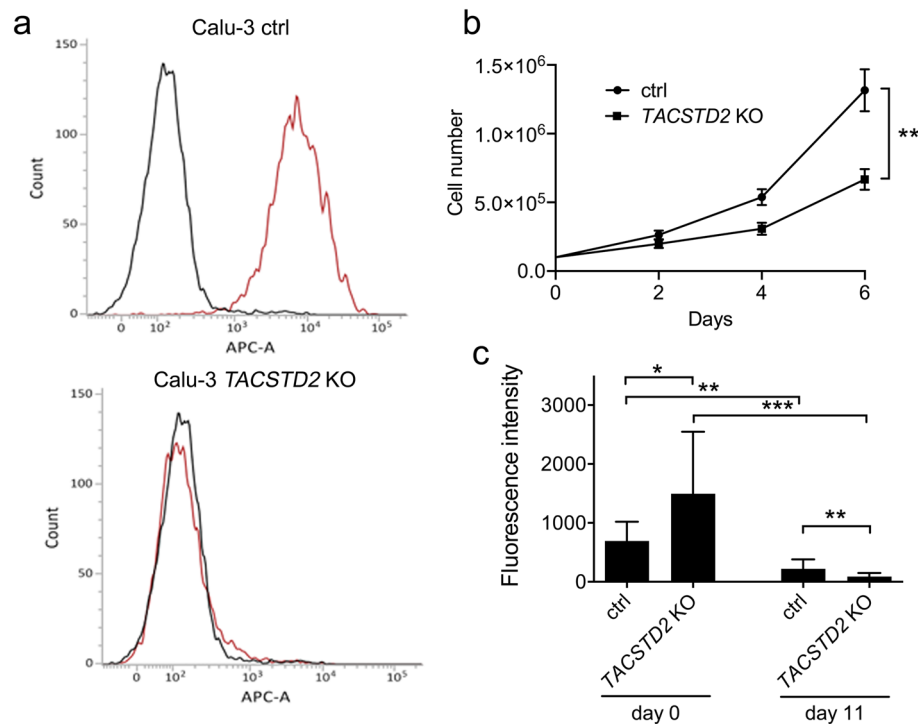 a
Calu-3 ctrl
150
100
50
0
Count
0 10² 10³ 10⁴ 10⁵
APC-A
Calu-3 TACSTD2 KO
150
100
50
0
Count
0 10² 10³ 10⁴ 10⁵
APC-A
b
1.5×10⁶
1.0×10⁶
5.0×10⁵
0.0
Cell number
ctrl
TACSTD2 KO
**
0 2 4 6
Days
c
Fluorescence intensity
3000
2000
1000
0
*
**
***
**
ctrl
TACSTD2 KO
ctrl
TACSTD2 KO
day 0
day 11